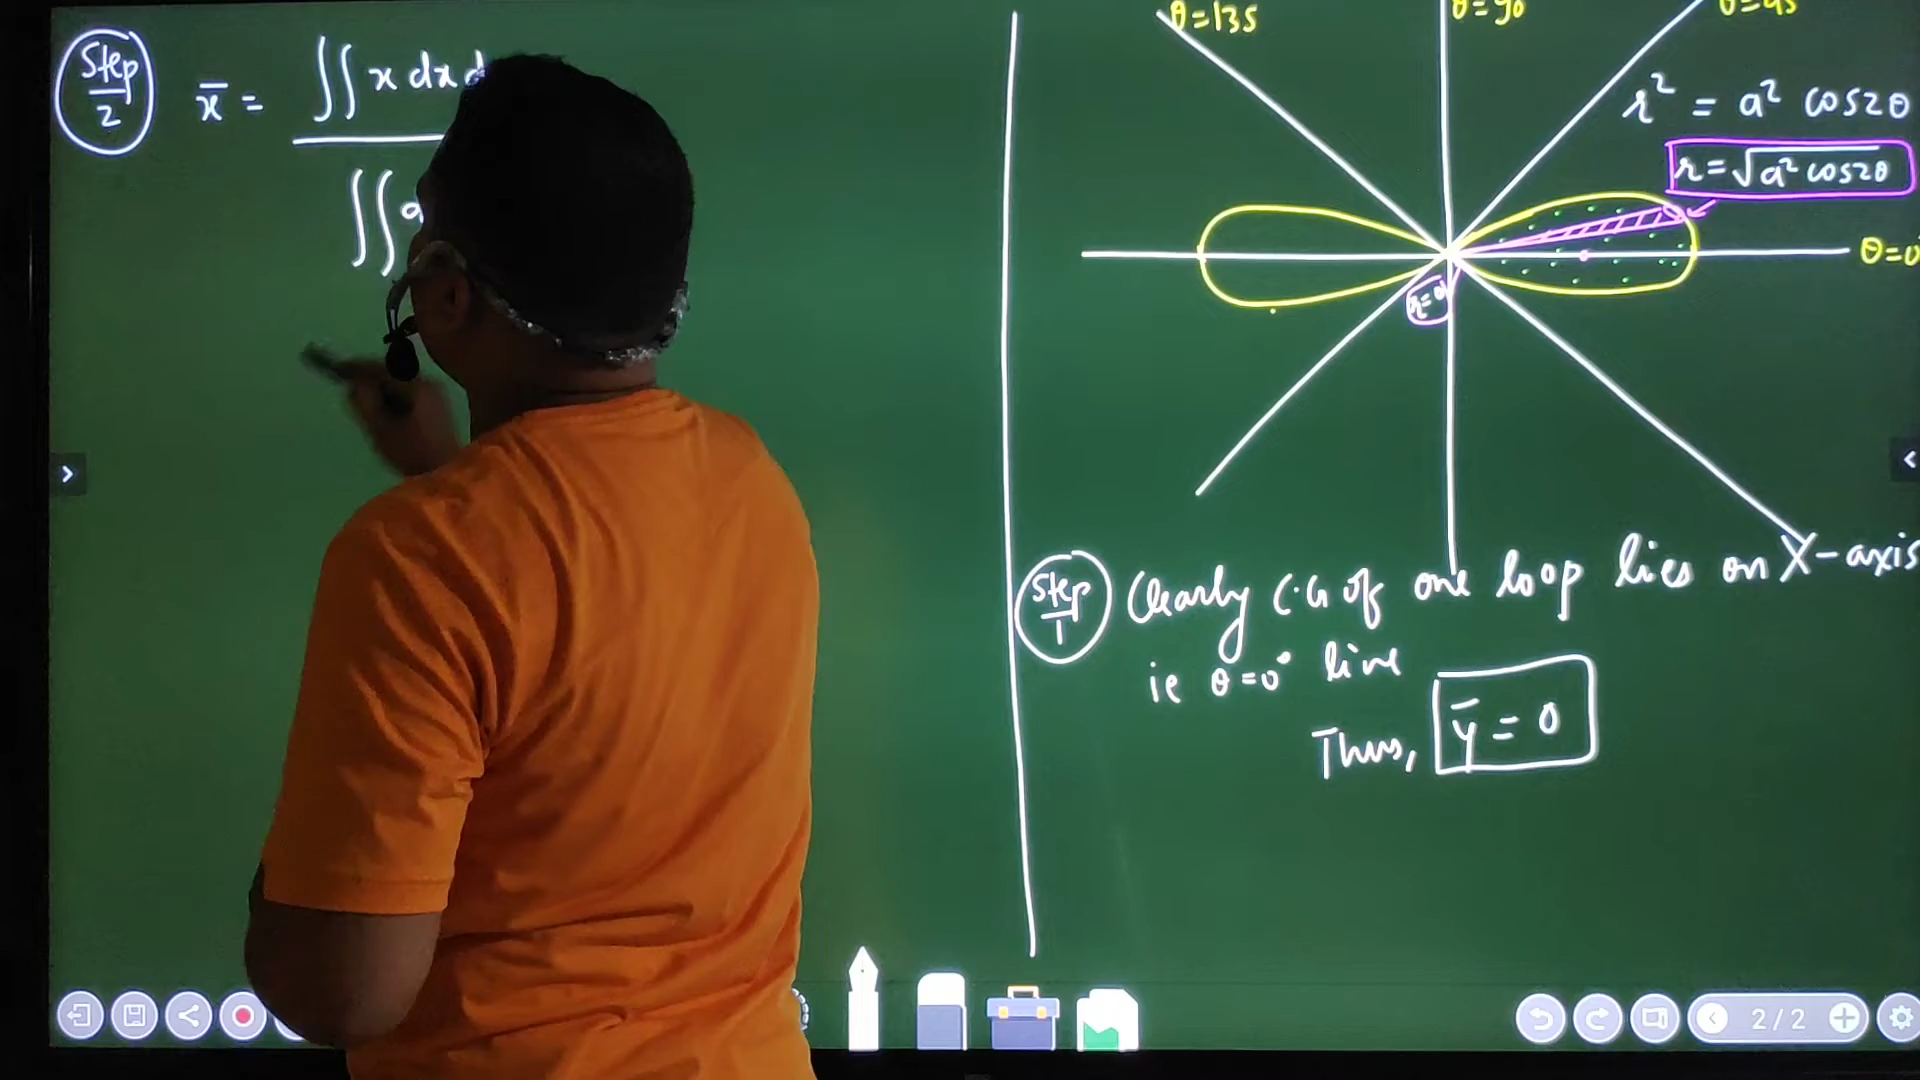 Step 2
x̄ = ∬ x dx d
∬
θ=135
θ=90
θ=45
r² = a² cos2θ
r=√a² cos2θ
θ=0
r=0
Step 1 Clearly C.G of one loop lies on X-axis
ie θ=0° line
Thus, ȳ = 0
2/2